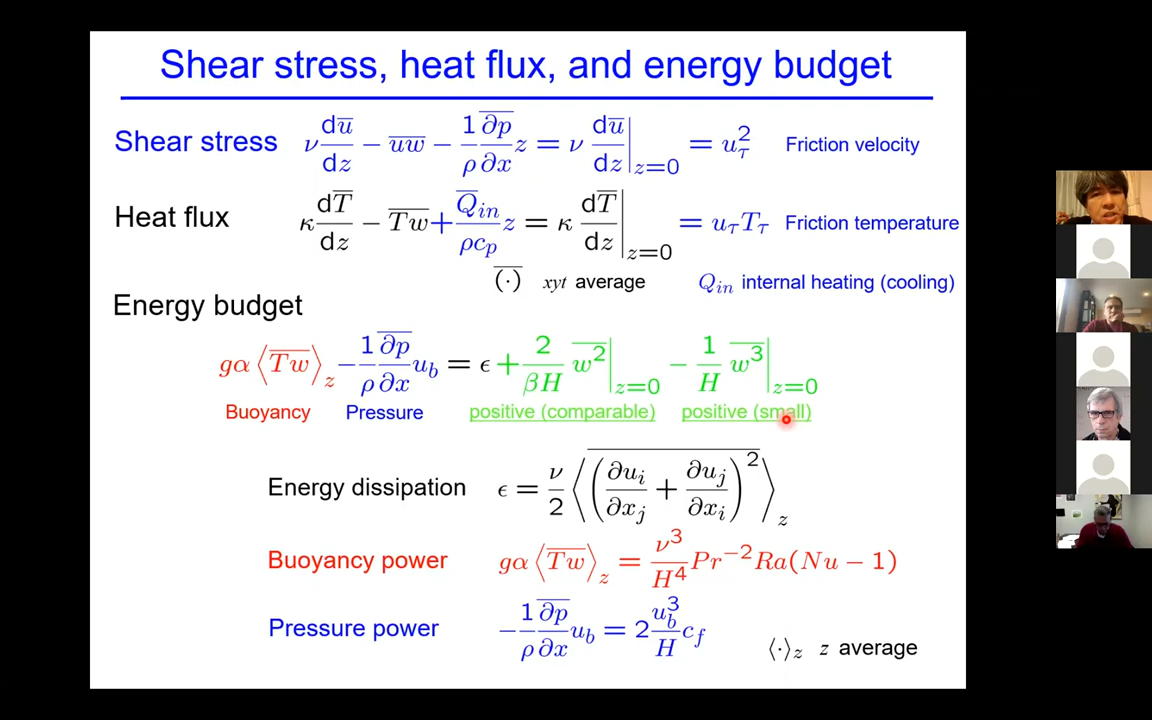 Shear stress, heat flux, and energy budget
Shear stress ν du̅/dz − \overline{uw} − (1/ρ) \overline{∂p}/∂x z = ν du̅/dz |_{z=0} = u_τ^2 Friction velocity
Heat flux κ dT̅/dz − \overline{Tw} + Q̅_{in}/(ρc_p) z = κ dT̅/dz |_{z=0} = u_τ T_τ Friction temperature
\overline{(·)} xyt average Q_{in} internal heating (cooling)
Energy budget
gα⟨\overline{Tw}⟩_z − (1/ρ) \overline{∂p}/∂x u_b = ϵ + (2/βH) \overline{w^2}|_{z=0} − (1/H) \overline{w^3}|_{z=0}
Buoyancy Pressure positive (comparable) positive (small)
Energy dissipation ϵ = (ν/2) ⟨\overline{(∂u_i/∂x_j + ∂u_j/∂x_i)^2}⟩_z
Buoyancy power gα⟨\overline{Tw}⟩_z = (ν^3/H^4) Pr^{−2} Ra(Nu − 1)
Pressure power −(1/ρ) \overline{∂p}/∂x u_b = 2 (u_b^3/H) c_f
⟨·⟩_z z average